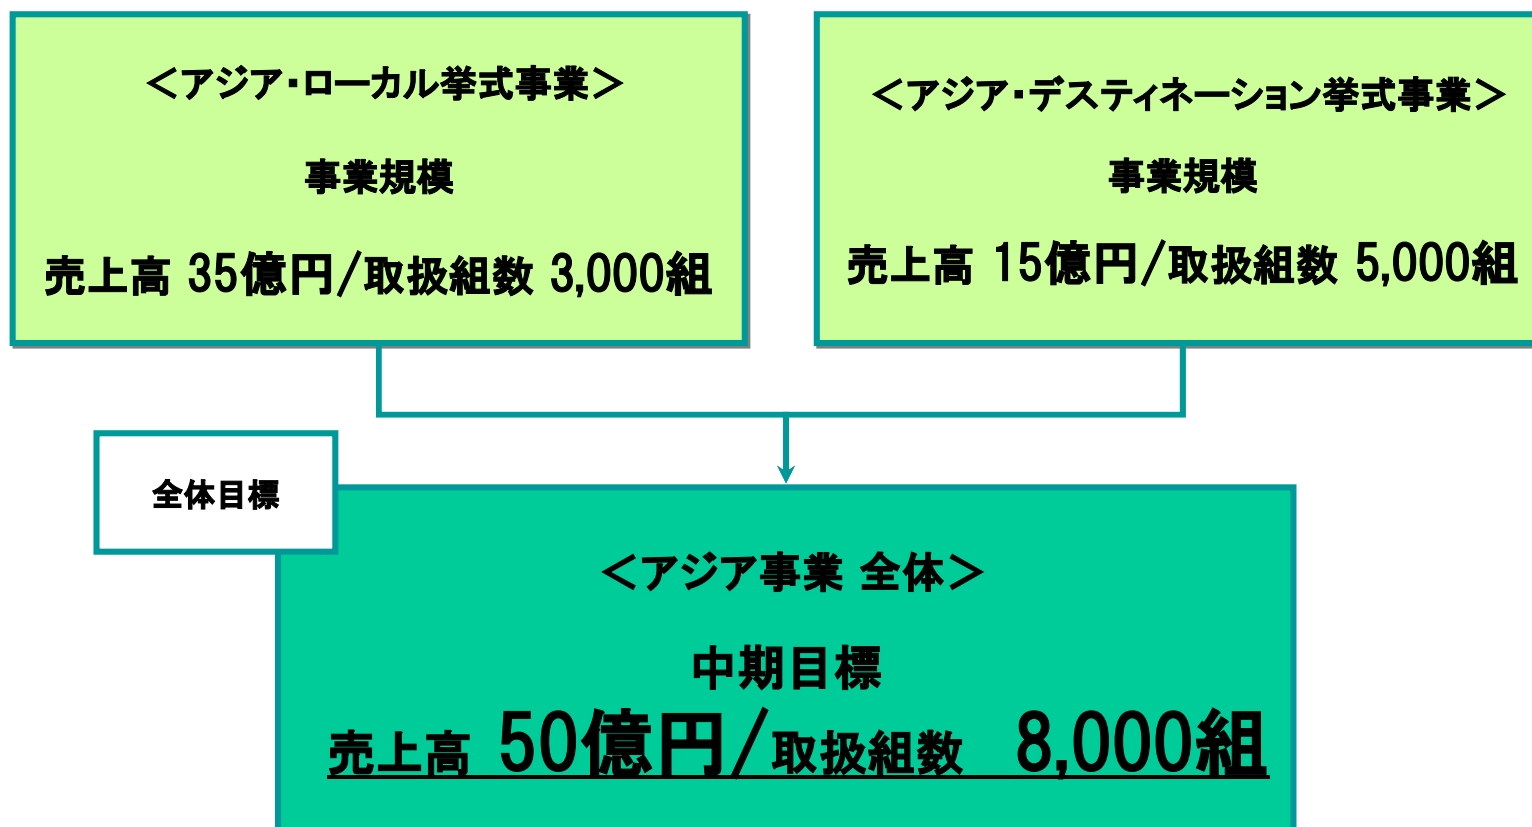 ＜アジア・ローカル挙式事業＞
事業規模
売上高 35億円/取扱組数 3,000組
＜アジア・デスティネーション挙式事業＞
事業規模
売上高 15億円/取扱組数 5,000組
全体目標
＜アジア事業 全体＞
中期目標
売上高 50億円/取扱組数 8,000組